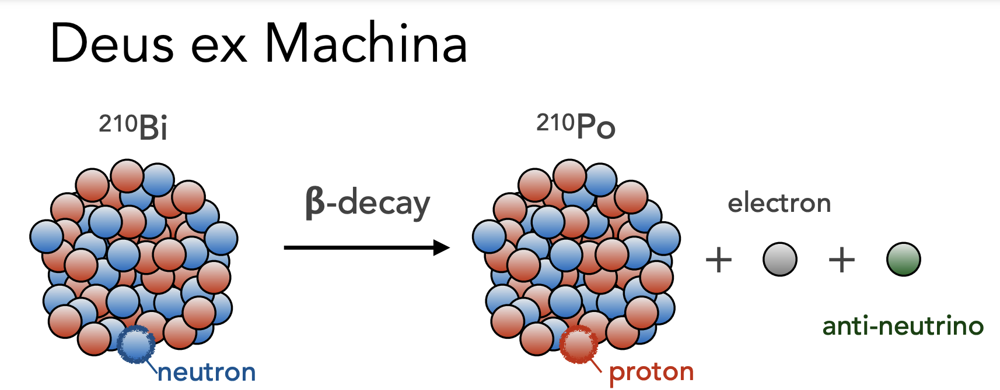 Deus ex Machina
²¹⁰Bi
²¹⁰Po
β-decay
electron
+
+
anti-neutrino
neutron
proton